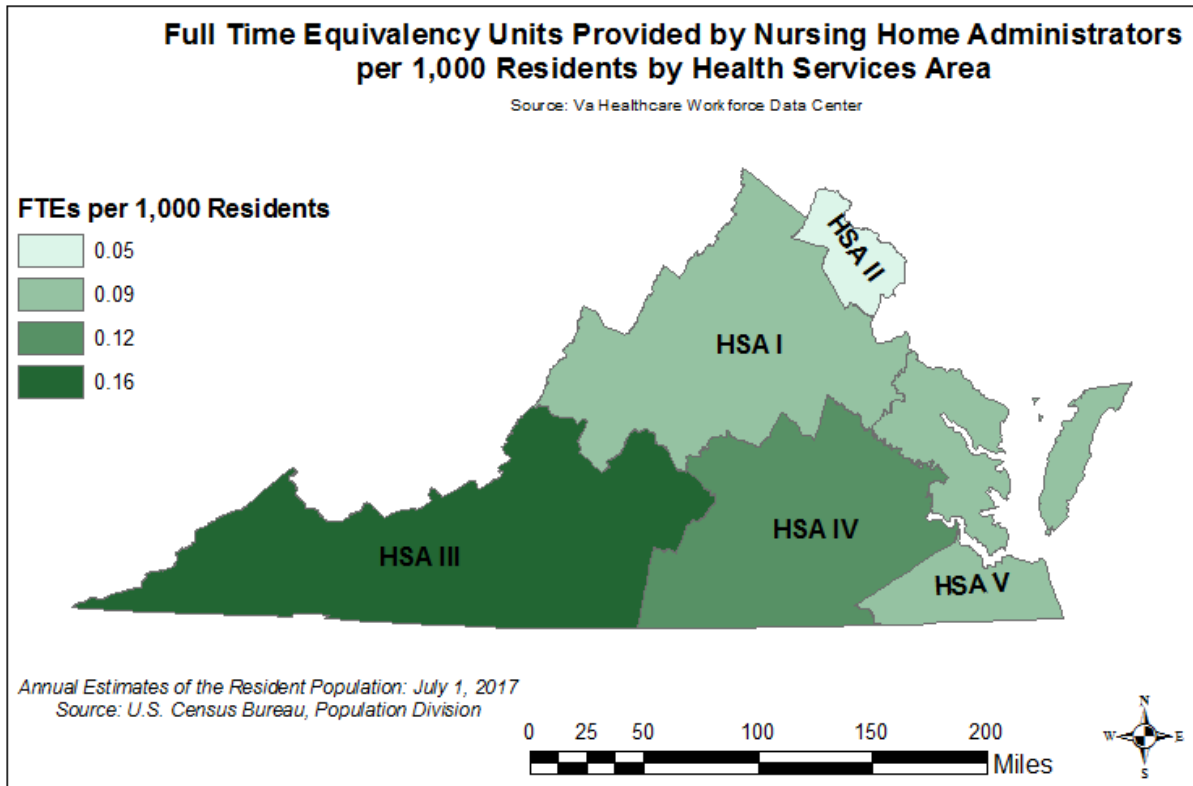 Full Time Equivalency Units Provided by Nursing Home Administrators
per 1,000 Residents by Health Services Area
Source: Va Healthcare Workforce Data Center
FTEs per 1,000 Residents
0.05
0.09
0.12
0.16
HSA II
HSA I
HSA III
HSA IV
HSA V
Annual Estimates of the Resident Population: July 1, 2017
Source: U.S. Census Bureau, Population Division
0 25 50 100 150 200
Miles
N
W E
S